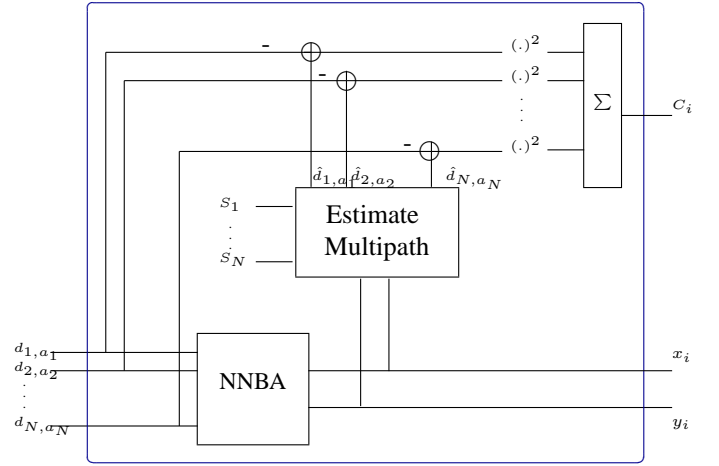 - (.)²
- (.)²
.
.
.
Σ
C_i
- (.)²
d̂_{1,a_1} d̂_{2,a_2} d̂_{N,a_N}
S_1
.
.
.
S_N
Estimate
Multipath
d_{1,a_1}
d_{2,a_2}
.
.
.
d_{N,a_N}
NNBA
x_i
y_i